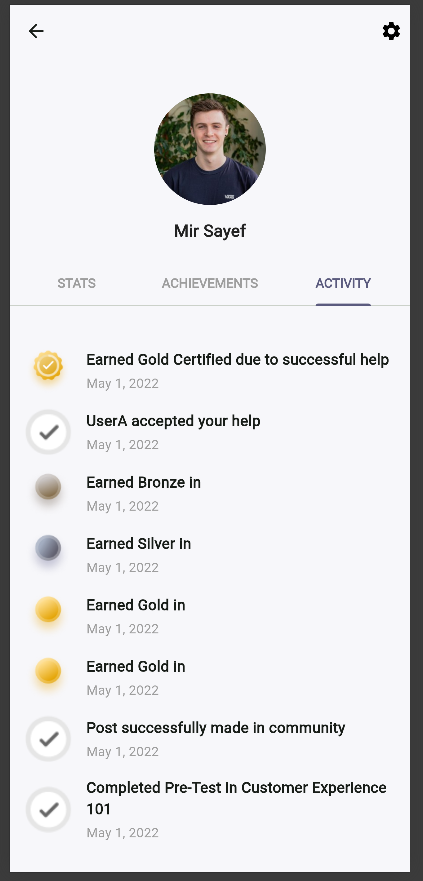 Mir Sayef
STATS ACHIEVEMENTS ACTIVITY
Earned Gold Certified due to successful help
May 1, 2022
UserA accepted your help
May 1, 2022
Earned Bronze in
May 1, 2022
Earned Silver in
May 1, 2022
Earned Gold in
May 1, 2022
Earned Gold in
May 1, 2022
Post successfully made in community
May 1, 2022
Completed Pre-Test in Customer Experience
101
May 1, 2022